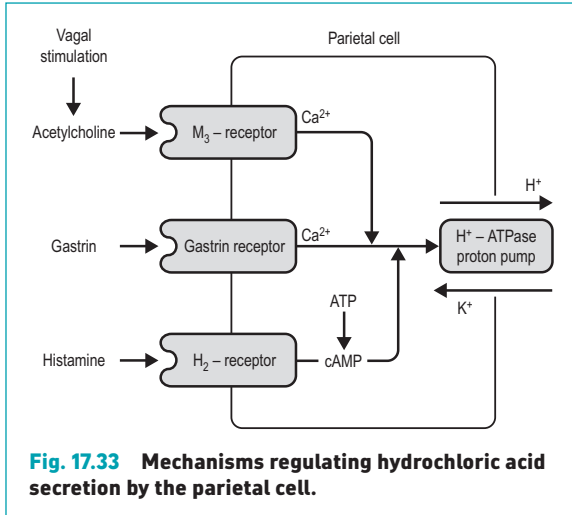 Vagal
stimulation
Parietal cell
Acetylcholine
M₃ – receptor
Ca²⁺
H⁺
Gastrin
Gastrin receptor
Ca²⁺
H⁺ – ATPase
proton pump
K⁺
ATP
Histamine
H₂ – receptor
cAMP
Fig. 17.33 Mechanisms regulating hydrochloric acid
secretion by the parietal cell.